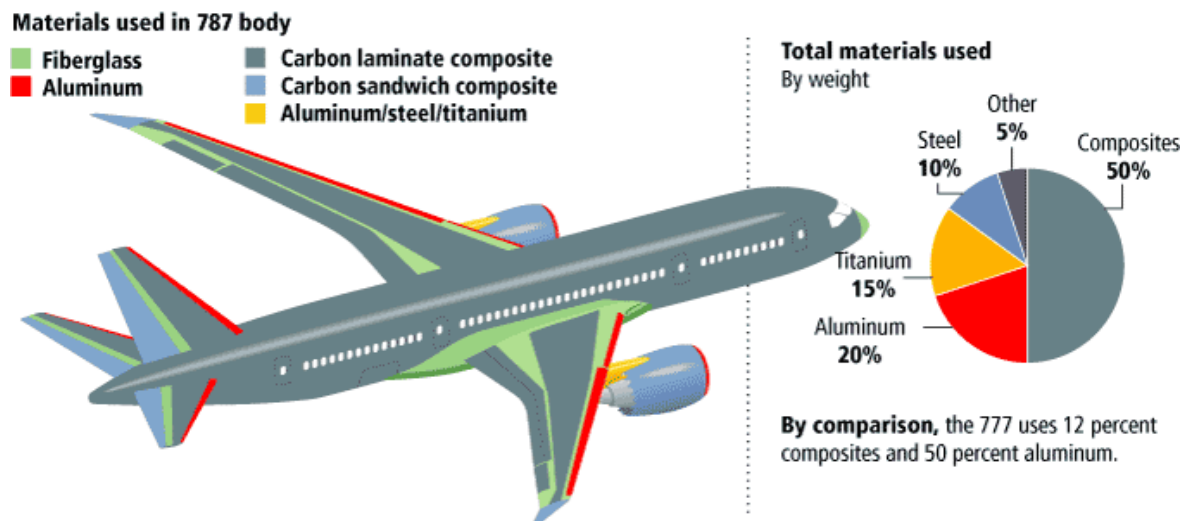 Materials used in 787 body
Fiberglass
Aluminum
Carbon laminate composite
Carbon sandwich composite
Aluminum/steel/titanium
Total materials used
By weight
Other
5%
Steel
10%
Composites
50%
Titanium
15%
Aluminum
20%
By comparison, the 777 uses 12 percent
composites and 50 percent aluminum.